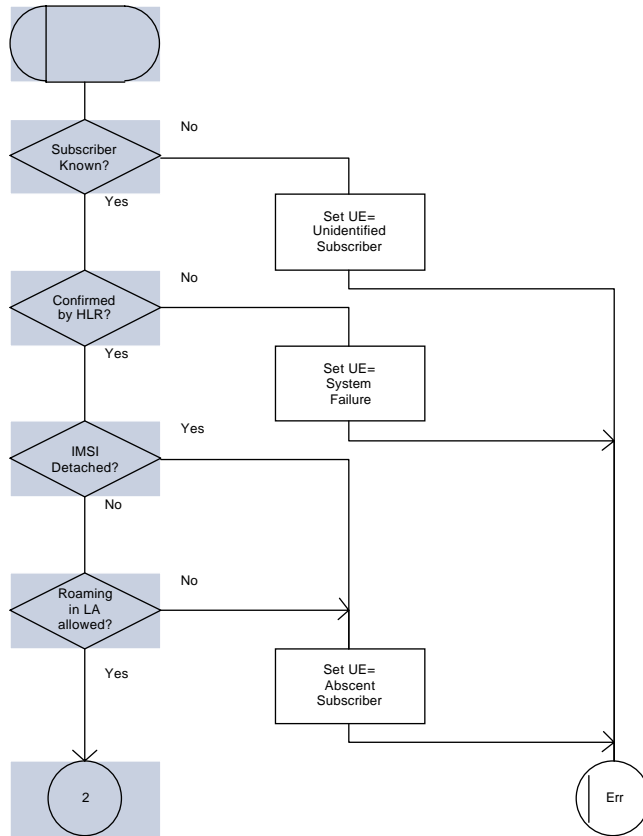 No
Subscriber
Known?
Yes
Set UE=
Unidentified
Subscriber
No
Confirmed
by HLR?
Yes
Set UE=
System
Failure
Yes
IMSI
Detached?
No
No
Roaming
in LA
allowed?
Yes
Set UE=
Abscent
Subscriber
2
Err